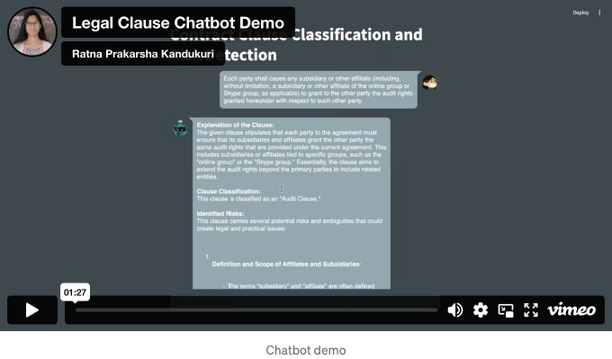 Legal Clause Chatbot Demo
Ratna Prakarsha Kandukuri
Deploy
Clause Classification and
etection
Each party shall cause any subsidiary or other affiliate (including,
without limitation, a subsidiary or other affiliate of the online group or
Skype group, as applicable) to grant to the other party the audit rights
granted hereunder with respect to such other party.
Explanation of the Clause:
The given clause stipulates that each party to the agreement must
ensure that its subsidiaries and affiliates grant the other party the
same audit rights that are provided under the current agreement. This
includes subsidiaries or affiliates tied to specific groups, such as the
"online group" or the "Skype group." Essentially, the clause aims to
extend the audit rights beyond the primary parties to include related
entities.
Clause Classification:
This clause is classified as an "Audit Clause."
Identified Risks:
This clause carries several potential risks and ambiguities that could
create legal and practical issues:
1.
Definition and Scope of Affiliates and Subsidiaries:
- The terms "subsidiary" and "affiliate" are often defined
01:27
vimeo
Chatbot demo